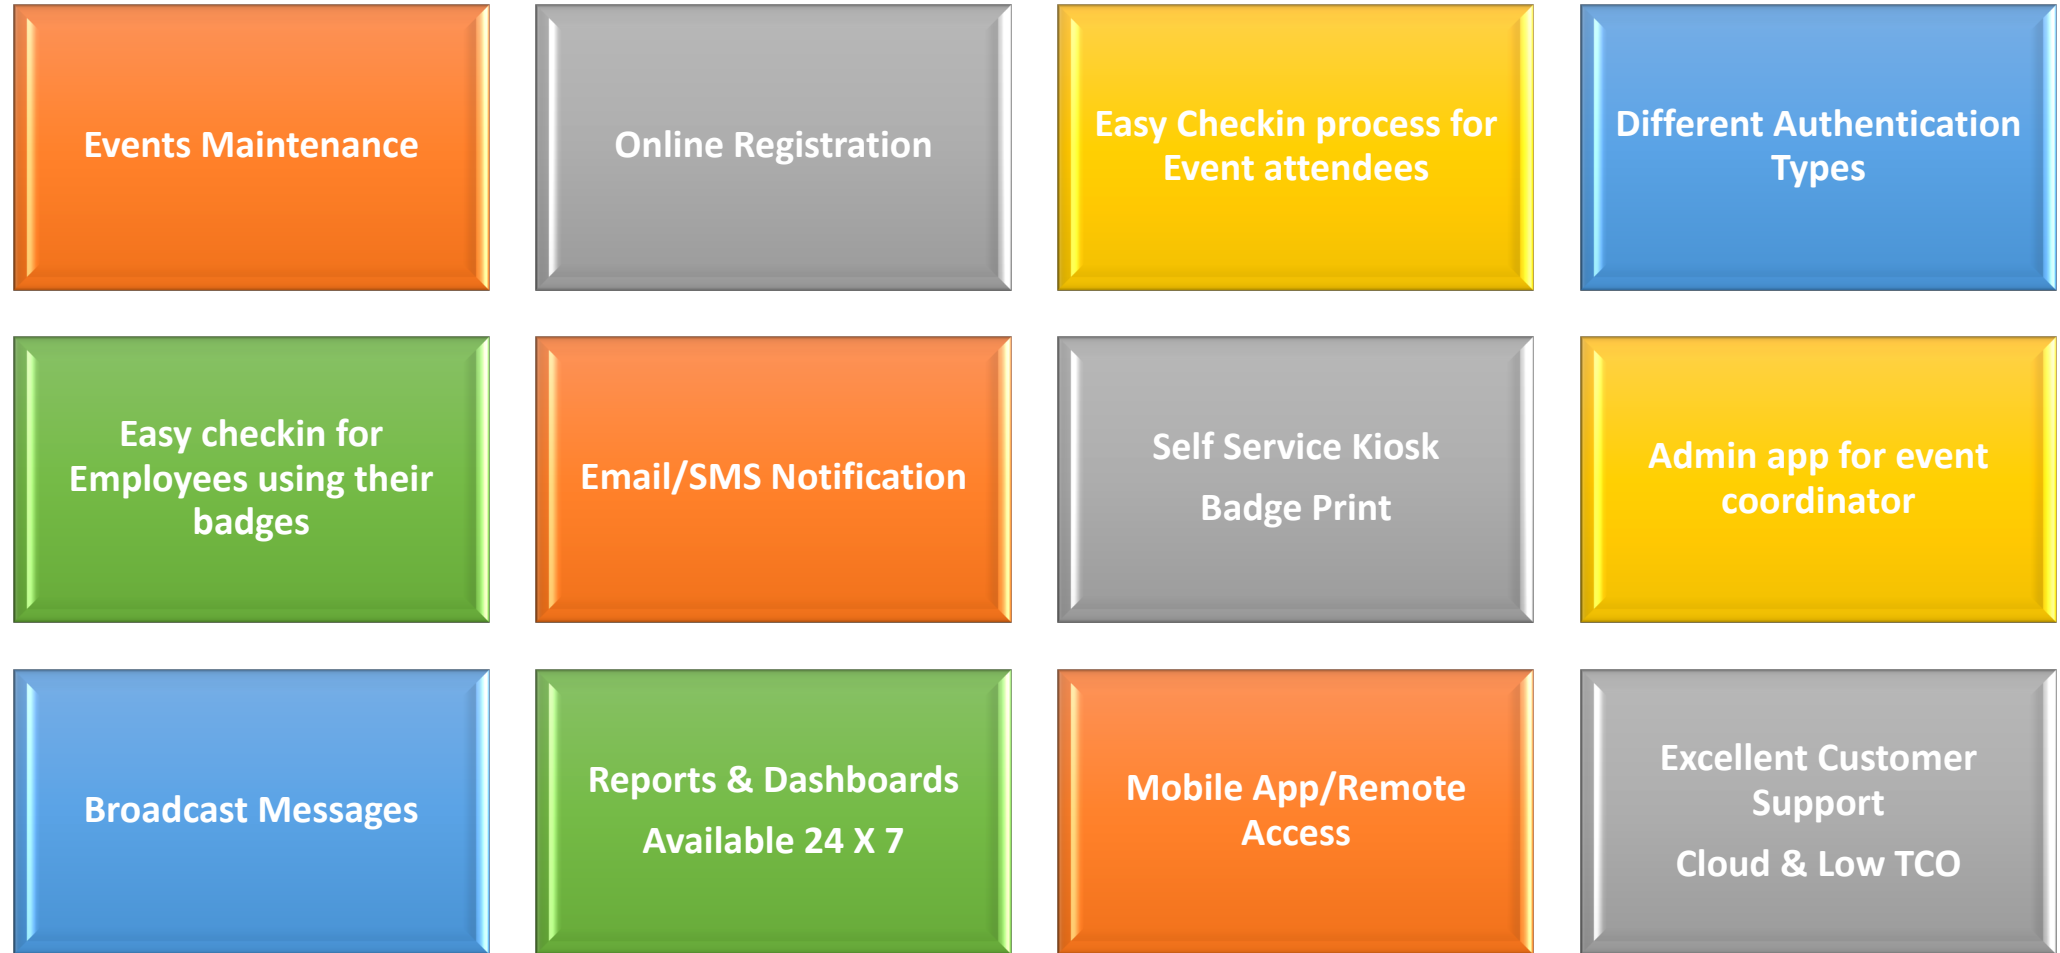 Events Maintenance
Online Registration
Easy Checkin process for
Event attendees
Different Authentication
Types
Easy checkin for
Employees using their
badges
Email/SMS Notification
Self Service Kiosk
Badge Print
Admin app for event
coordinator
Broadcast Messages
Reports & Dashboards
Available 24 X 7
Mobile App/Remote
Access
Excellent Customer
Support
Cloud & Low TCO